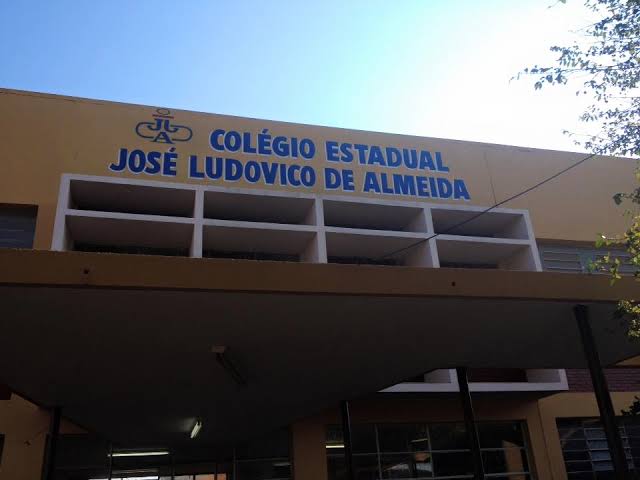 JLA
COLÉGIO ESTADUAL
JOSÉ LUDOVICO DE ALMEIDA